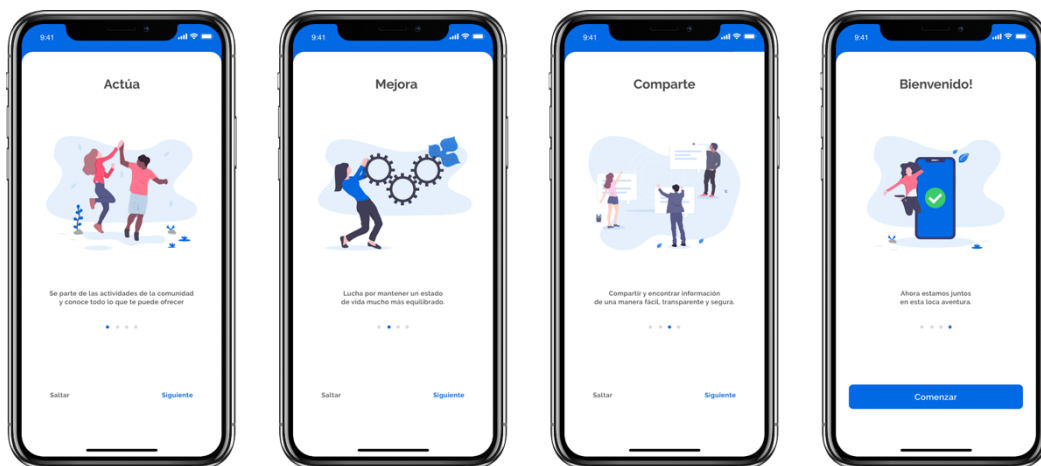 9:41
Actúa
Se parte de las actividades de la comunidad
y conoce todo lo que te puede ofrecer
Saltar
Siguiente
9:41
Mejora
Lucha por mantener un estado
de vida mucho más equilibrado.
Saltar
Siguiente
9:41
Comparte
Compartir y encontrar información
de una manera fácil, transparente y segura.
Saltar
Siguiente
9:41
Bienvenido!
Ahora estamos juntos
en esta loca aventura.
Comenzar